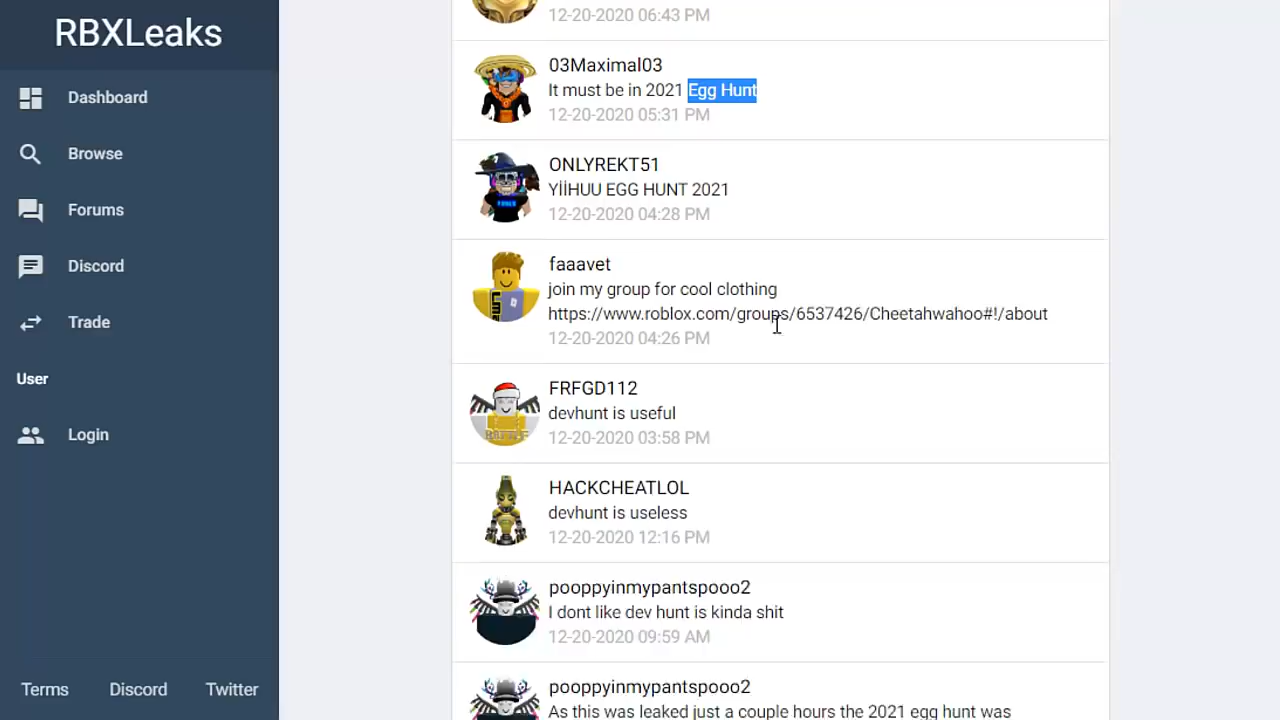 RBXLeaks
Dashboard
Browse
Forums
Discord
Trade
User
Login
Terms Discord Twitter
12-20-2020 06:43 PM
03Maximal03
It must be in 2021 Egg Hunt
12-20-2020 05:31 PM
ONLYREKT51
YİİHUU EGG HUNT 2021
12-20-2020 04:28 PM
faaavet
join my group for cool clothing
https://www.roblox.com/groups/6537426/Cheetahwahoo#!/about
12-20-2020 04:26 PM
FRFGD112
devhunt is useful
12-20-2020 03:58 PM
HACKCHEATLOL
devhunt is useless
12-20-2020 12:16 PM
pooppyinmypantspooo2
I dont like dev hunt is kinda shit
12-20-2020 09:59 AM
pooppyinmypantspooo2
As this was leaked just a couple hours the 2021 egg hunt was